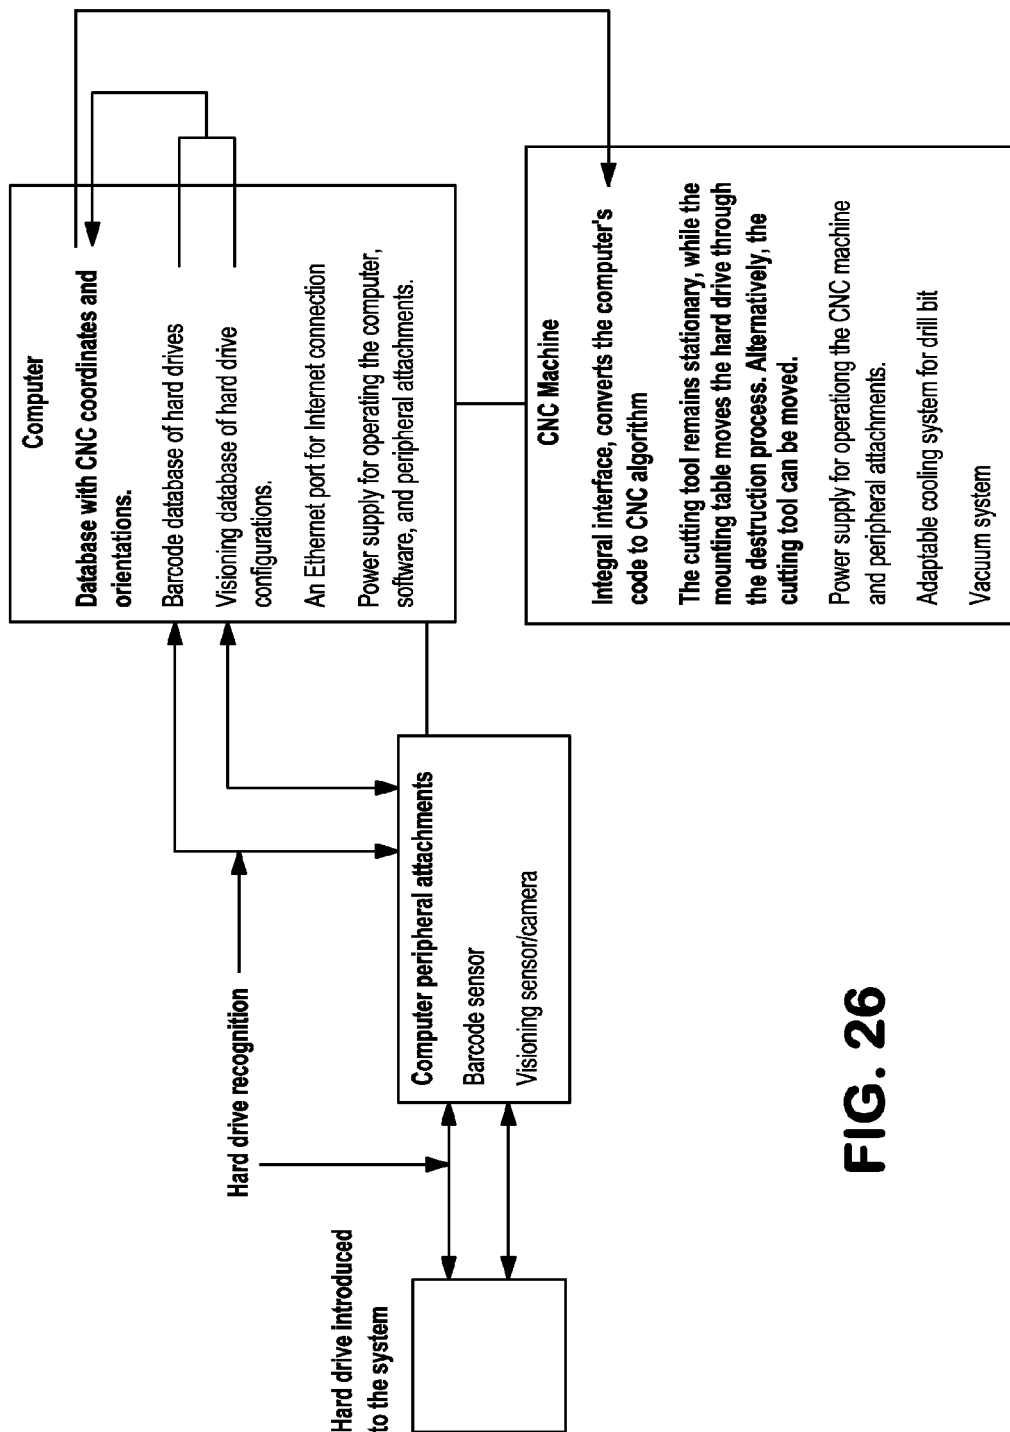 Hard drive introduced
to the system
Hard drive recognition
Computer peripheral attachments
Barcode sensor
Visioning sensor/camera
Computer
Database with CNC coordinates and
orientations.
Barcode database of hard drives
Visioning database of hard drive
configurations.
An Ethernet port for Internet connection
Power supply for operating the computer,
software, and peripheral attachments.
CNC Machine
Integral interface, converts the computer's
code to CNC algorithm
The cutting tool remains stationary, while the
mounting table moves the hard drive through
the destruction process. Alternatively, the
cutting tool can be moved.
Power supply for operationg the CNC machine
and peripheral attachments.
Adaptable cooling system for drill bit
Vacuum system
FIG. 26